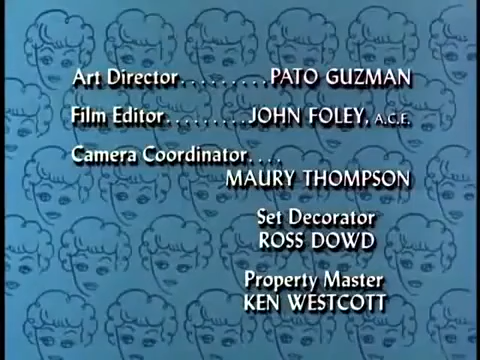 Art Director.........PATO GUZMAN
Film Editor.........JOHN FOLEY, A.C.E.
Camera Coordinator....
MAURY THOMPSON
Set Decorator
ROSS DOWD
Property Master
KEN WESTCOTT